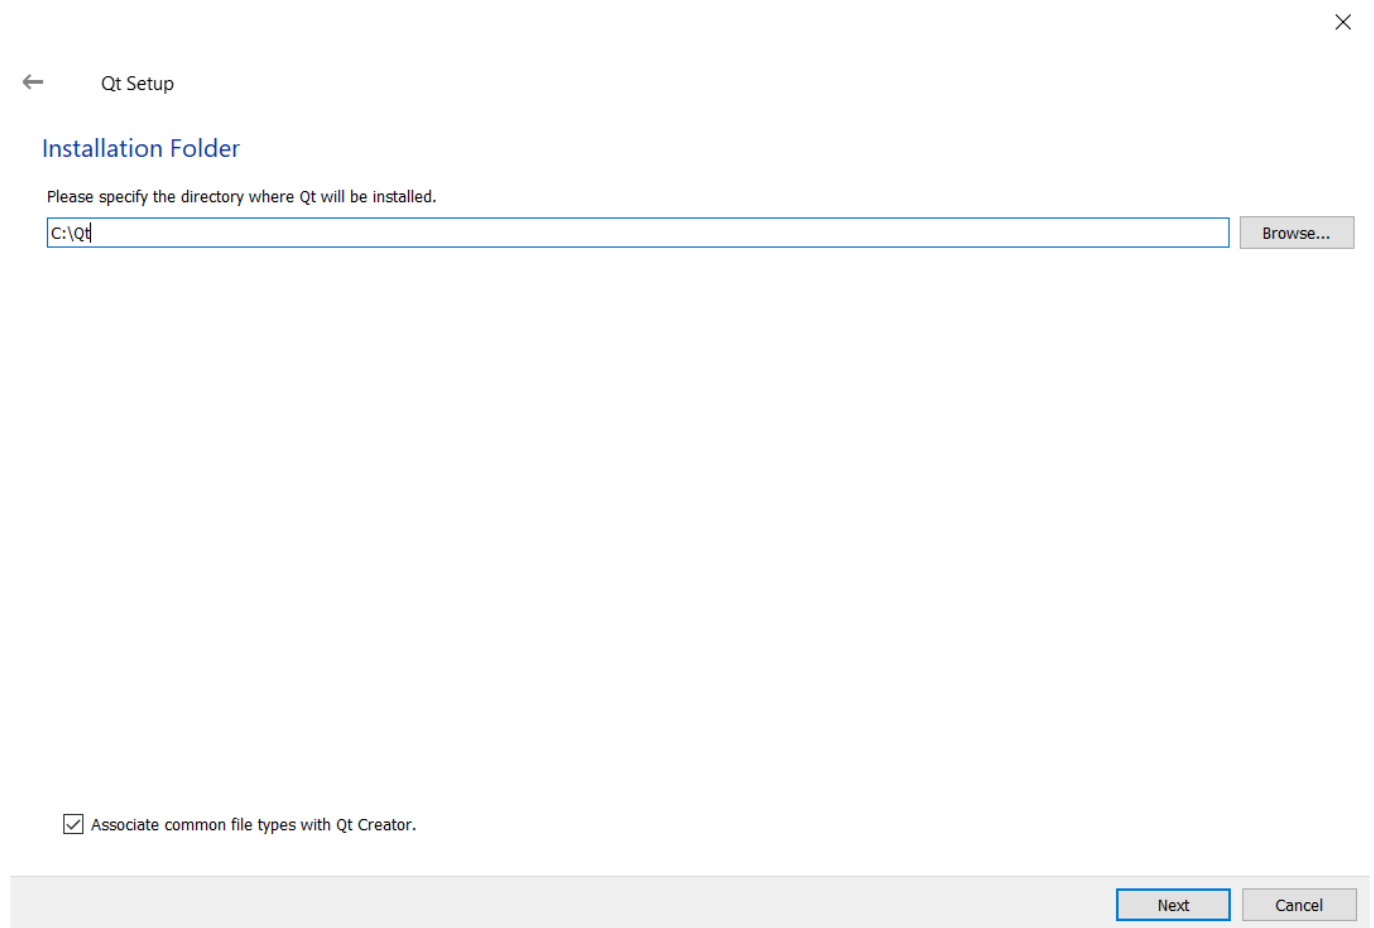 Qt Setup
Installation Folder
Please specify the directory where Qt will be installed.
C:\Qt
Browse...
Associate common file types with Qt Creator.
Next
Cancel